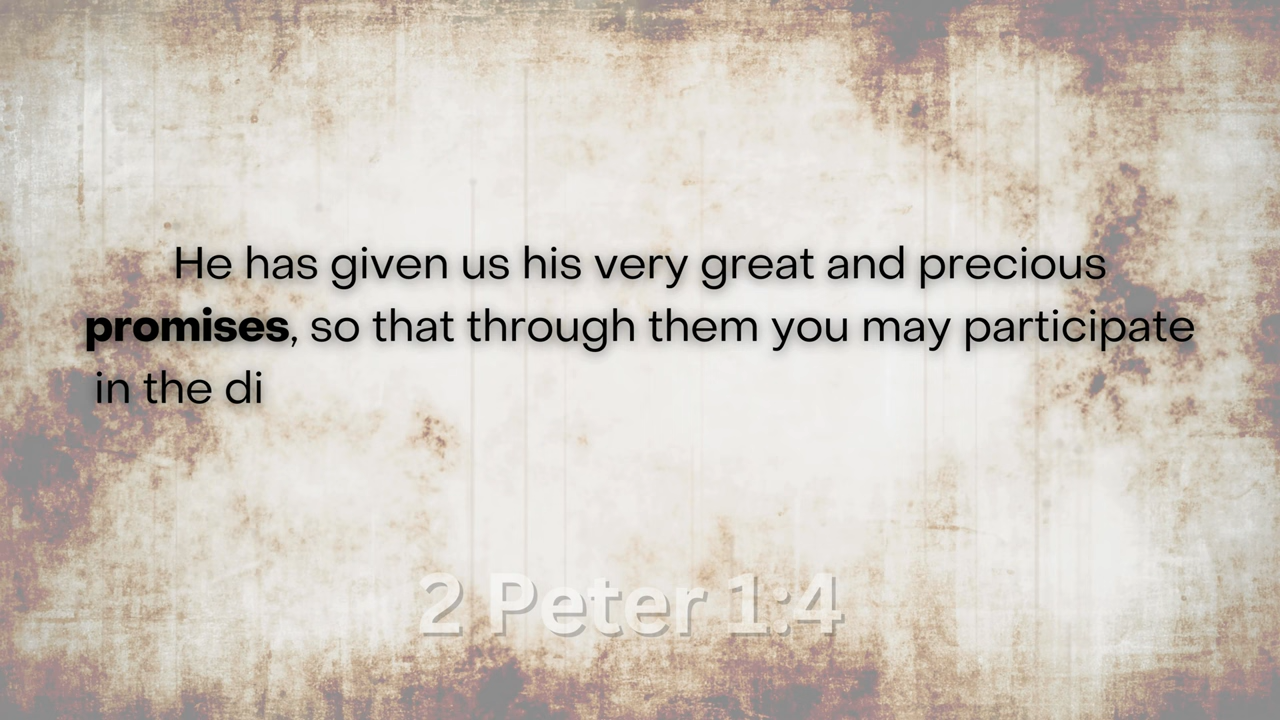 He has given us his very great and precious
promises, so that through them you may participate
in the di
2 Peter 1:4